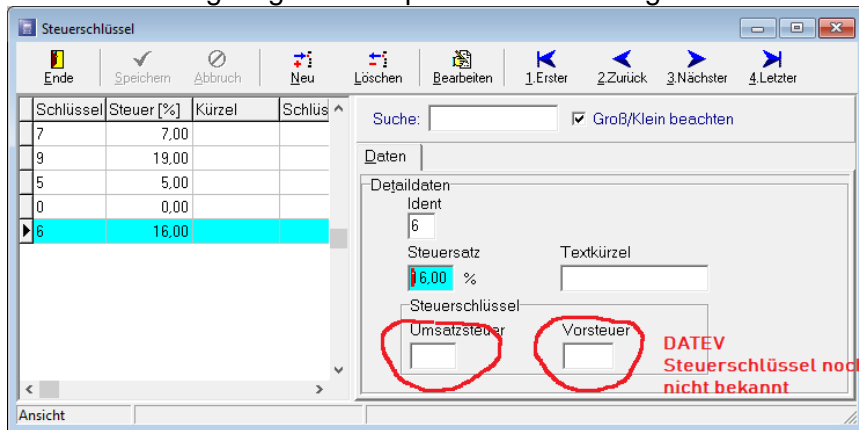 Steuerschlüssel
Ende Speichern Abbruch Neu Löschen Bearbeiten 1.Erster 2.Zurück 3.Nächster 4.Letzter
Schlüssel Steuer [%] Kürzel Schlüs
7 7,00
9 19,00
5 5,00
0 0,00
6 16,00
Suche: Groß/Klein beachten
Daten
Detaildaten
Ident
6
Steuersatz Textkürzel
6,00 %
Steuerschlüssel
Umsatzsteuer Vorsteuer
DATEV
Steuerschlüssel noch
nicht bekannt
Ansicht